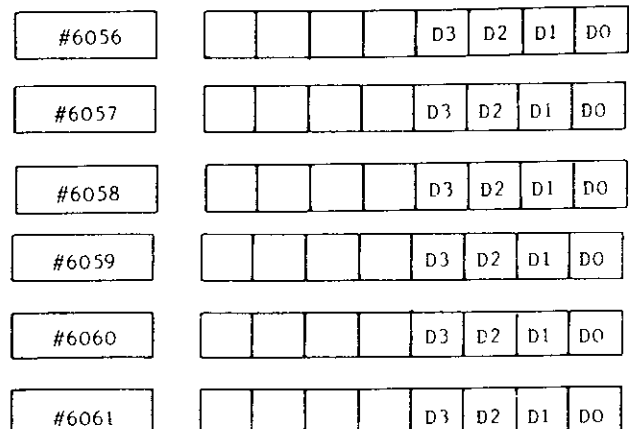 #6056 D3 D2 D1 D0
#6057 D3 D2 D1 D0
#6058 D3 D2 D1 D0
#6059 D3 D2 D1 D0
#6060 D3 D2 D1 D0
#6061 D3 D2 D1 D0